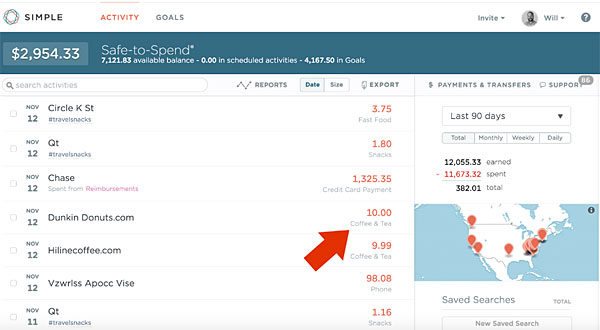 SIMPLE ACTIVITY GOALS Invite Will ?
$2,954.33 Safe-to-Spend*
7,121.83 available balance - 0.00 in scheduled activities - 4,167.50 in Goals
search activities REPORTS Date Size EXPORT $ PAYMENTS & TRANSFERS SUPPORT 86
NOV 12 Circle K St 3.75
#travelsnacks Fast Food
NOV 12 Qt 1.80
#travelsnacks Snacks
NOV 12 Chase 1,325.35
Spent from Reimbursements Credit Card Payment
NOV 12 Dunkin Donuts.com 10.00
Coffee & Tea
NOV 12 Hilinecoffee.com 9.99
Coffee & Tea
NOV 12 Vzwrlss Apocc Vise 98.08
Phone
NOV 12 Qt 1.16
#travelsnacks Snacks
Last 90 days
Total Monthly Weekly Daily
12,055.33 earned
- 11,673.32 spent
382.01 total
Saved Searches TOTAL
New Saved Search